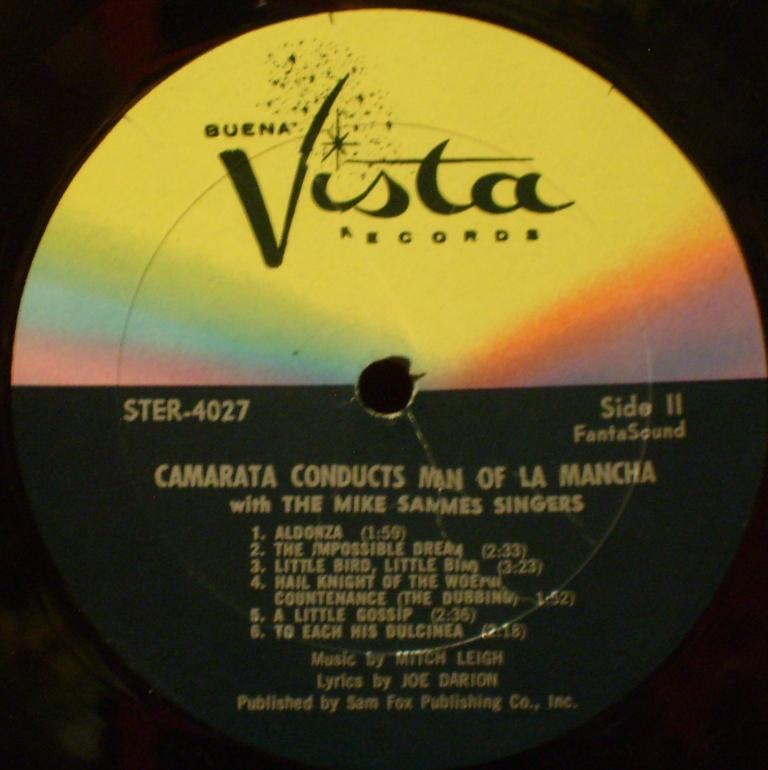 BUENA
Vista
RECORDS
STER-4027
Side II
FantaSound
CAMARATA CONDUCTS MAN OF LA MANCHA
with THE MIKE SAMMES SINGERS
1. ALDONZA (1:59)
2. THE IMPOSSIBLE DREAM (2:33)
3. LITTLE BIRD, LITTLE BIRD (3:23)
4. HAIL KNIGHT OF THE WOEFUL
COUNTENANCE (THE DUBBING) 1:52)
5. A LITTLE GOSSIP (2:36)
6. TO EACH HIS DULCINEA (2:18)
Music by MITCH LEIGH
Lyrics by JOE DARION
Published by Sam Fox Publishing Co., Inc.